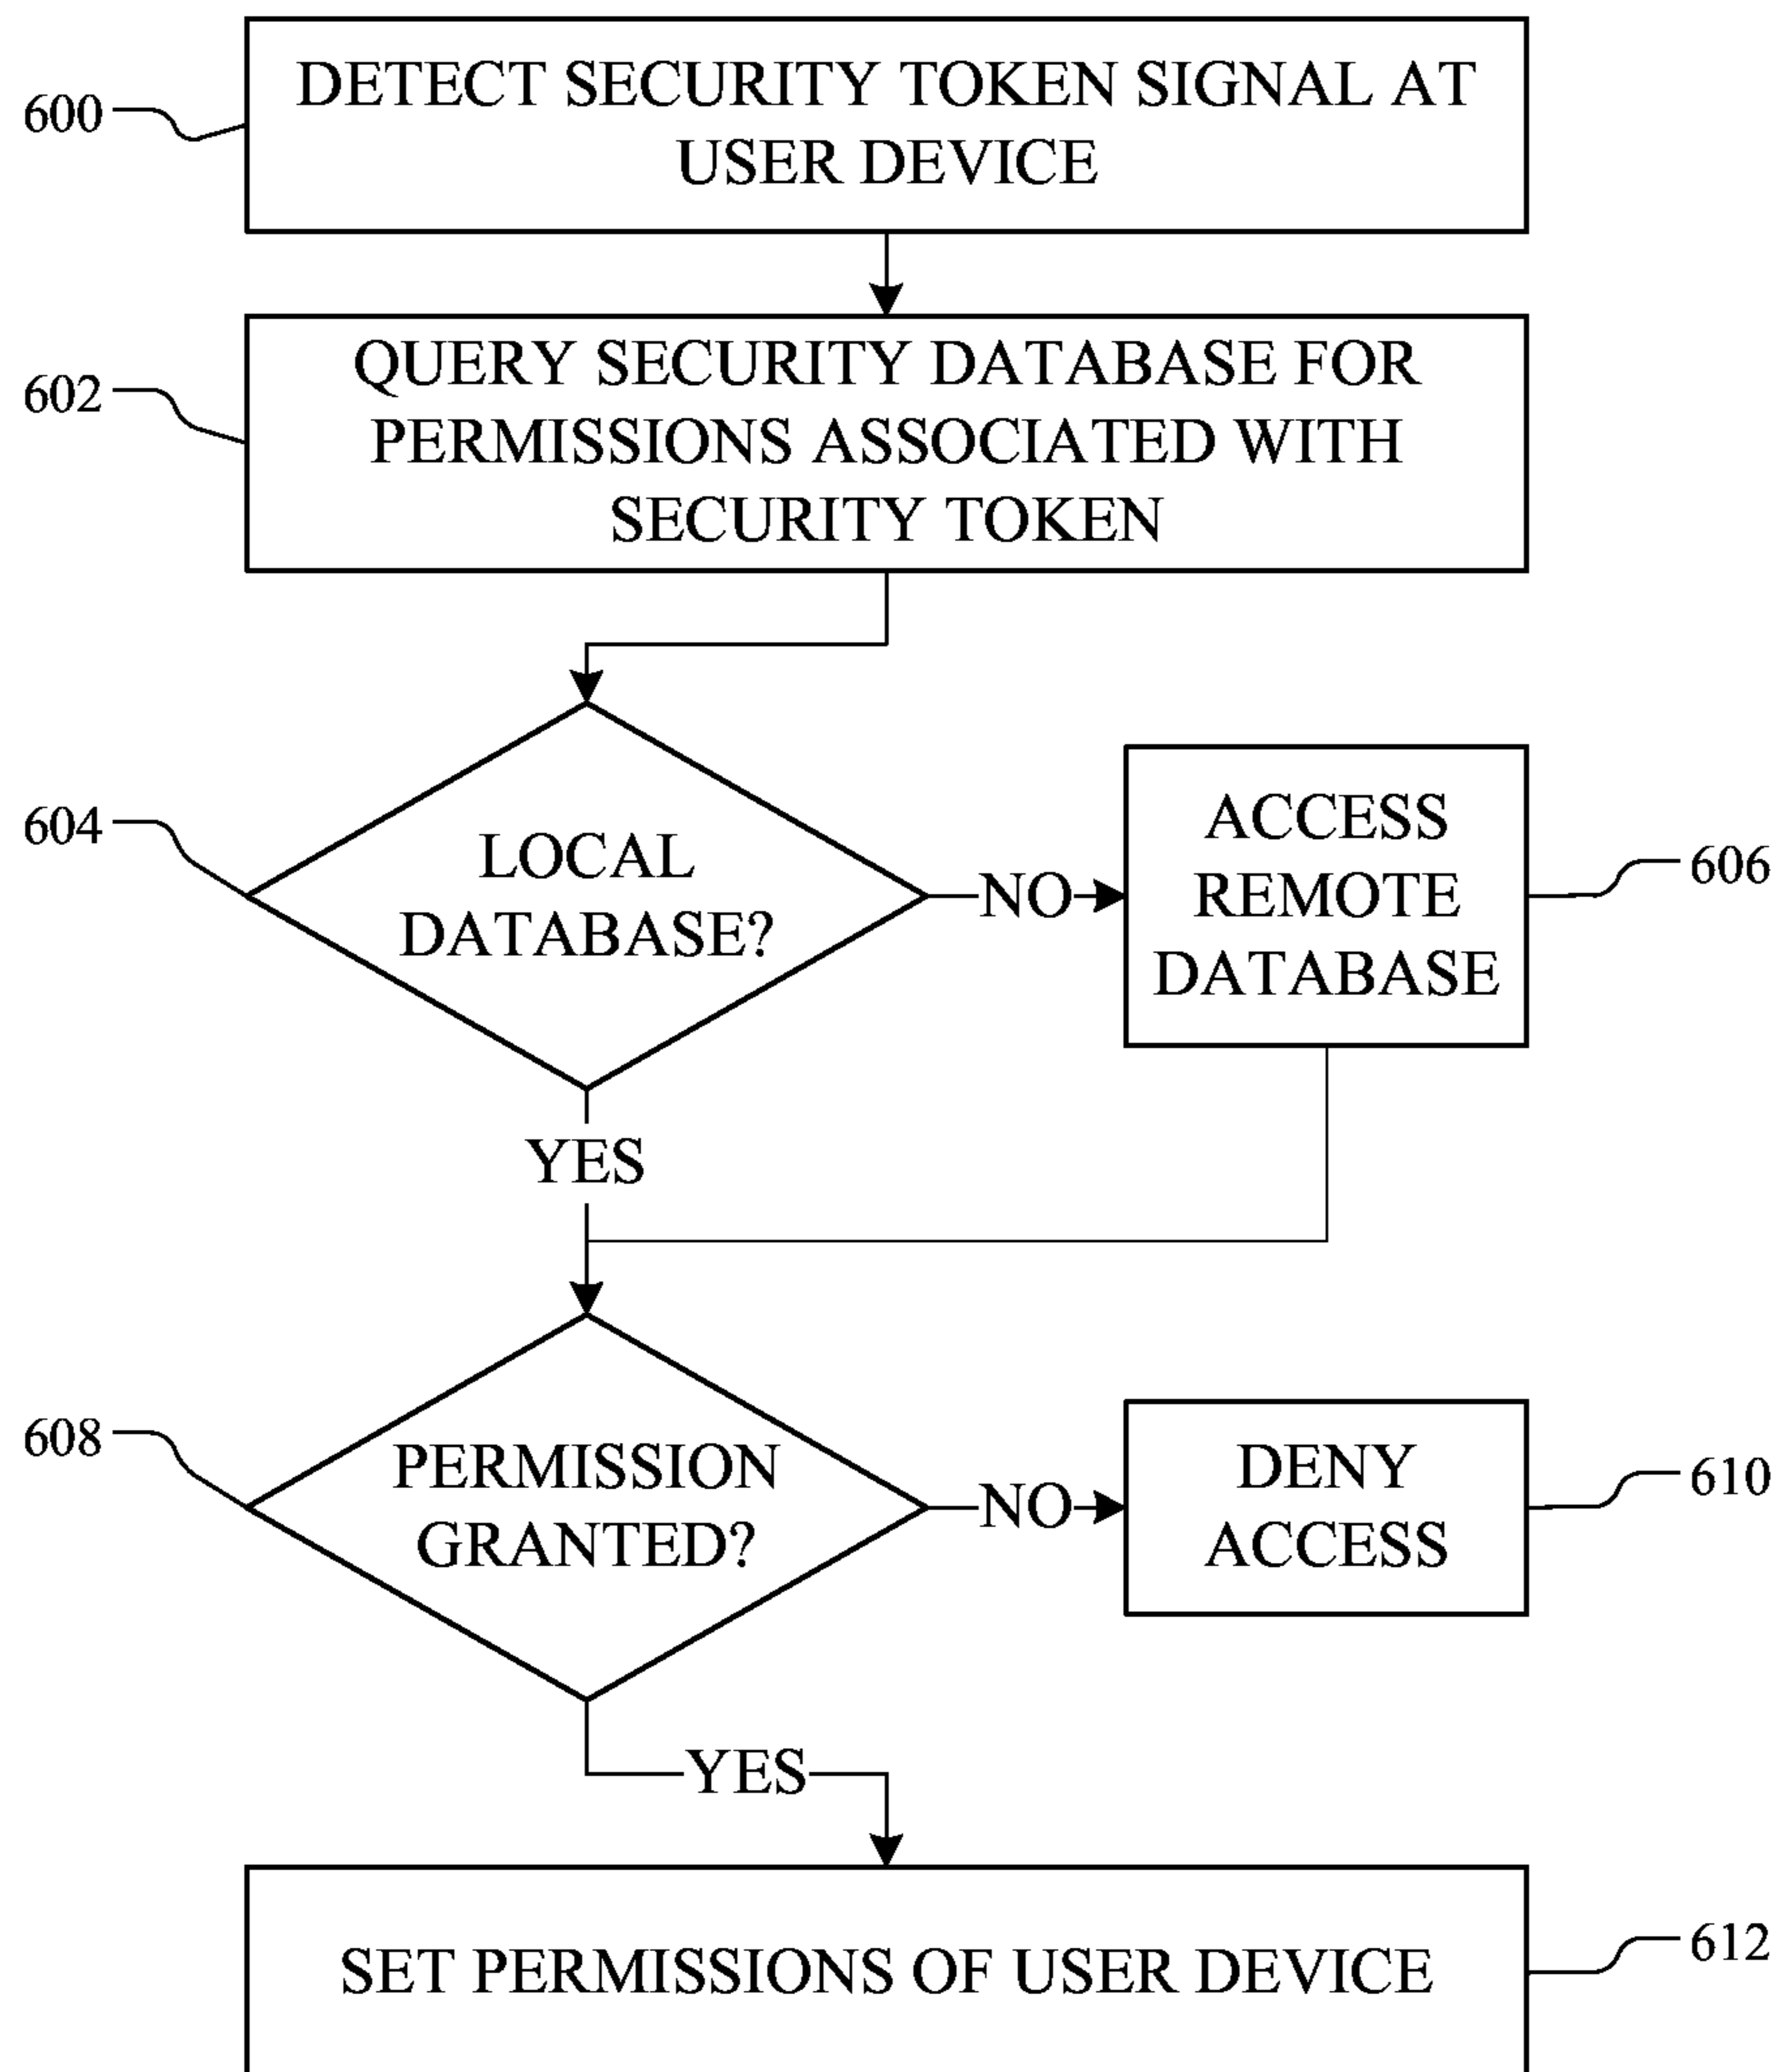 600
DETECT SECURITY TOKEN SIGNAL AT
USER DEVICE
602
QUERY SECURITY DATABASE FOR
PERMISSIONS ASSOCIATED WITH
SECURITY TOKEN
604
LOCAL
DATABASE?
NO
ACCESS
REMOTE
DATABASE
606
YES
608
PERMISSION
GRANTED?
NO
DENY
ACCESS
610
YES
SET PERMISSIONS OF USER DEVICE
612